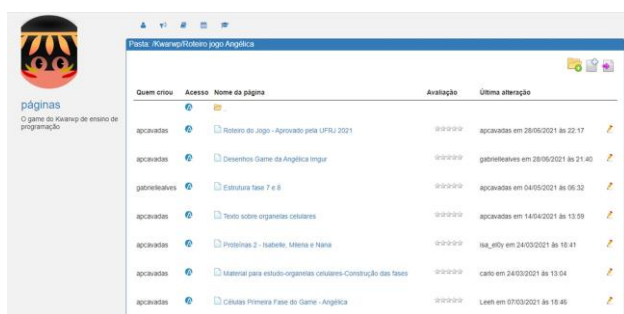 Pasta: /Kwarwp/Roteiro jogo Angélica
páginas
O game do Kwarwp de ensino de
programação
Quem criou Acesso Nome da página Avaliação Última alteração
..
apcavadas Roteiro do Jogo - Aprovado pela UFRJ 2021 apcavadas em 28/06/2021 às 22:17
apcavadas Desenhos Game da Angélica Imgur gabriellealves em 28/06/2021 às 21:40
gabriellealves Estrutura fase 7 e 8 apcavadas em 04/05/2021 às 06:32
apcavadas Texto sobre organelas celulares apcavadas em 14/04/2021 às 13:59
apcavadas Proteínas 2 - Isabelle, Milena e Nana isa_el0y em 24/03/2021 às 16:41
apcavadas Material para estudo-organelas celulares-Construção das fases carlo em 24/03/2021 às 13:04
apcavadas Células Primeira Fase do Game - Angélica Leeh em 07/03/2021 às 18:46